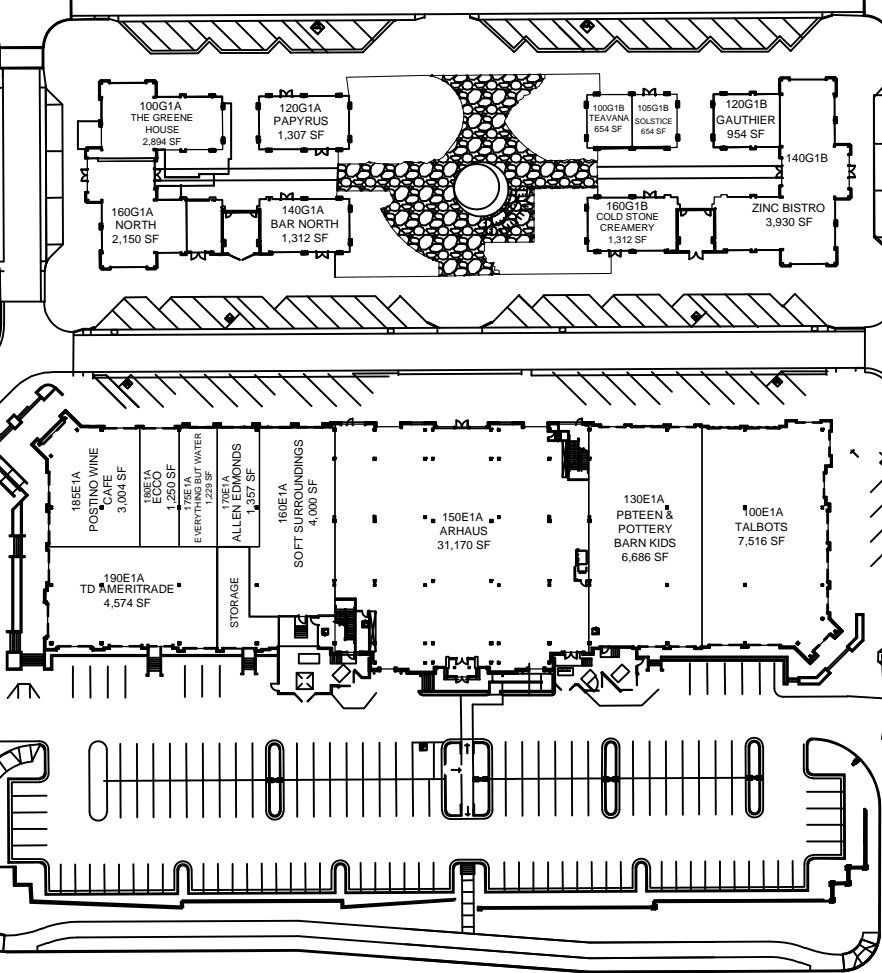 100G1A
THE GREENE
HOUSE
2,894 SF
120G1A
PAPYRUS
1,307 SF
100G1B
TEAVANA
654 SF
105G1B
SOLSTICE
654 SF
120G1B
GAUTHIER
954 SF
140G1B
ZINC BISTRO
3,930 SF
160G1A
NORTH
2,150 SF
140G1A
BAR NORTH
1,312 SF
160G1B
COLD STONE
CREAMERY
1,312 SF
185E1A
POSTINO WINE
CAFE
3,004 SF
180E1A
ECCO
1,250 SF
175E1A
EVERYTHING BUT WATER
1,229 SF
170E1A
ALLEN EDMONDS
1,357 SF
160E1A
SOFT SURROUNDINGS
4,000 SF
150E1A
ARHAUS
31,170 SF
130E1A
PBTEEN &
POTTERY
BARN KIDS
6,686 SF
100E1A
TALBOTS
7,516 SF
190E1A
TD AMERITRADE
4,574 SF
STORAGE